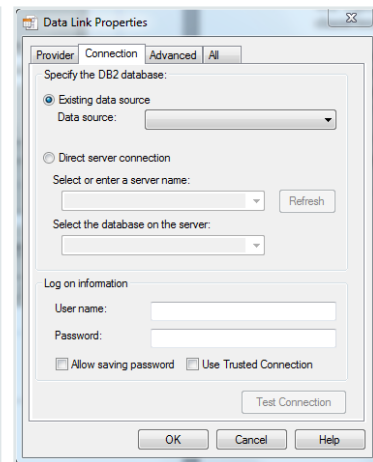 Data Link Properties
Provider Connection Advanced All
Specify the DB2 database:
Existing data source
Data source:
Direct server connection
Select or enter a server name:
Refresh
Select the database on the server:
Log on information
User name:
Password:
Allow saving password Use Trusted Connection
Test Connection
OK Cancel Help